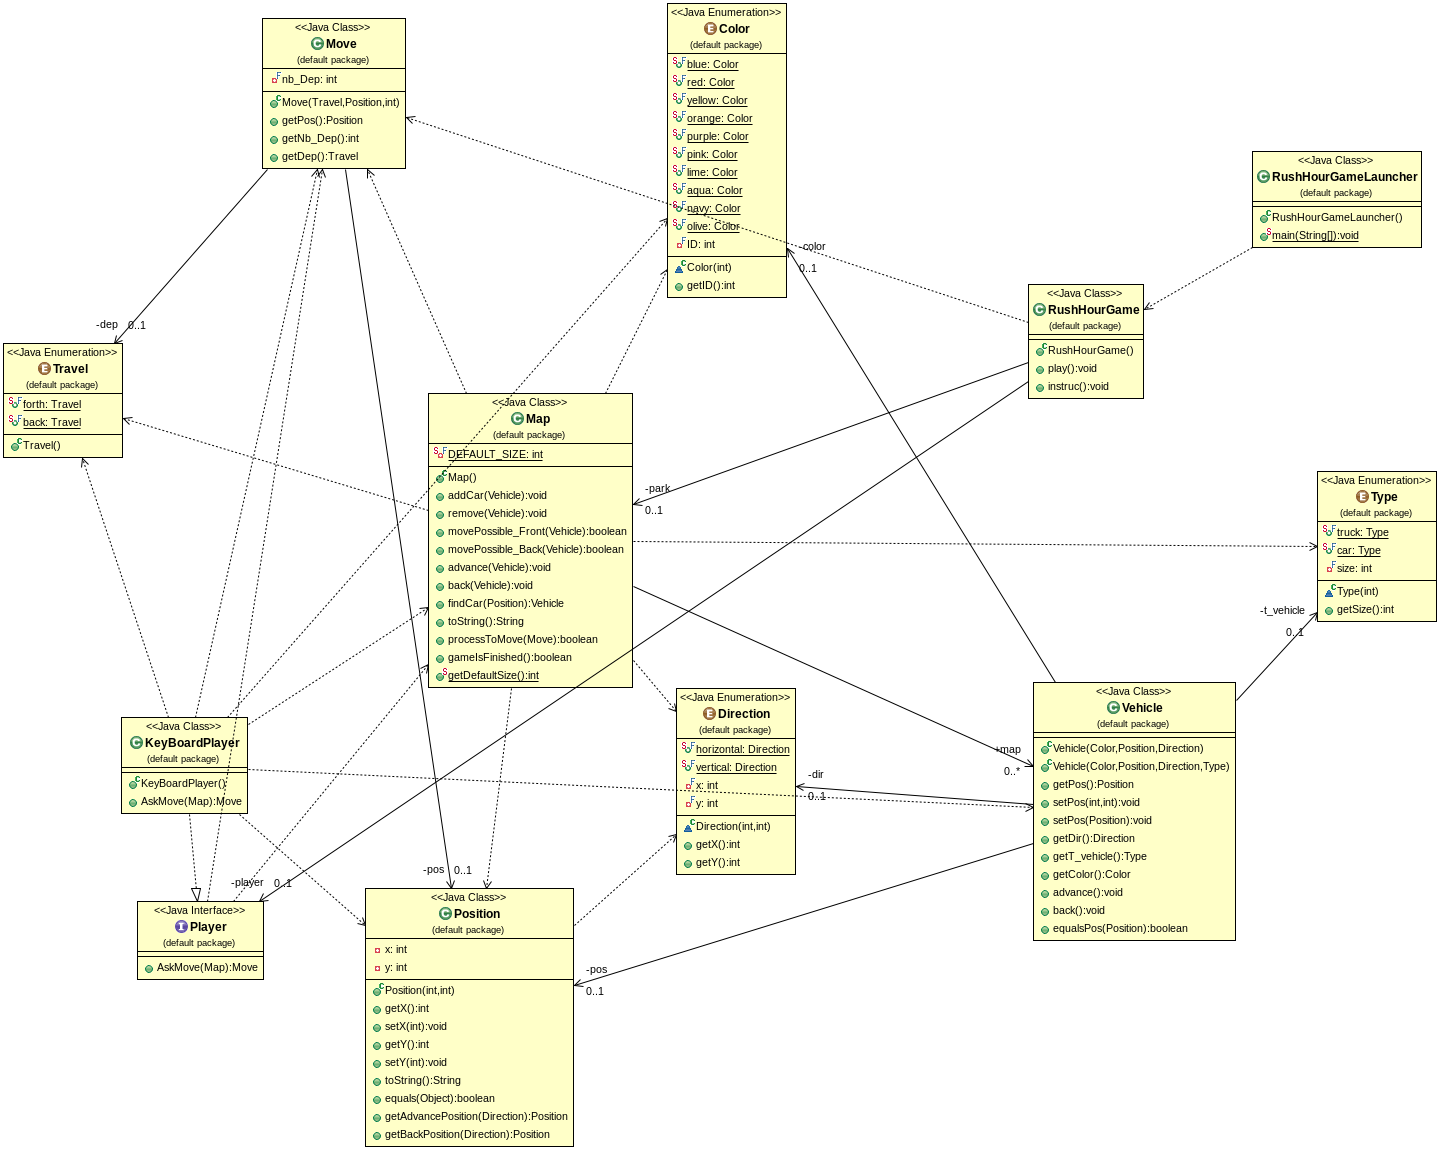 <<Java Class>>
Move
(default package)
nb_Dep: int
Move(Travel,Position,int)
getPos():Position
getNb_Dep():int
getDep():Travel
<<Java Enumeration>>
Color
(default package)
blue: Color
red: Color
yellow: Color
orange: Color
purple: Color
pink: Color
lime: Color
aqua: Color
navy: Color
olive: Color
ID: int
Color(int)
getID():int
<<Java Class>>
RushHourGameLauncher
(default package)
RushHourGameLauncher()
main(String[]):void
-color
0..1
<<Java Class>>
RushHourGame
(default package)
RushHourGame()
play():void
instruc():void
-dep 0..1
<<Java Enumeration>>
Travel
(default package)
forth: Travel
back: Travel
Travel()
<<Java Class>>
Map
(default package)
DEFAULT_SIZE: int
Map()
addCar(Vehicle):void
remove(Vehicle):void
movePossible_Front(Vehicle):boolean
movePossible_Back(Vehicle):boolean
advance(Vehicle):void
back(Vehicle):void
findCar(Position):Vehicle
toString():String
processToMove(Move):boolean
gameIsFinished():boolean
getDefaultSize():int
-park
0..1
<<Java Enumeration>>
Type
(default package)
truck: Type
car: Type
size: int
Type(int)
getSize():int
-t_vehicle
0..1
<<Java Class>>
KeyBoardPlayer
(default package)
KeyBoardPlayer()
AskMove(Map):Move
<<Java Enumeration>>
Direction
(default package)
horizontal: Direction
vertical: Direction
x: int
y: int
Direction(int,int)
getX():int
getY():int
+map
0..*
-dir
0..1
<<Java Class>>
Vehicle
(default package)
Vehicle(Color,Position,Direction)
Vehicle(Color,Position,Direction,Type)
getPos():Position
setPos(int,int):void
setPos(Position):void
getDir():Direction
getT_vehicle():Type
getColor():Color
advance():void
back():void
equalsPos(Position):boolean
-player 0..1
-pos 0..1
<<Java Interface>>
Player
(default package)
AskMove(Map):Move
<<Java Class>>
Position
(default package)
x: int
y: int
Position(int,int)
getX():int
setX(int):void
getY():int
setY(int):void
toString():String
equals(Object):boolean
getAdvancePosition(Direction):Position
getBackPosition(Direction):Position
-pos
0..1